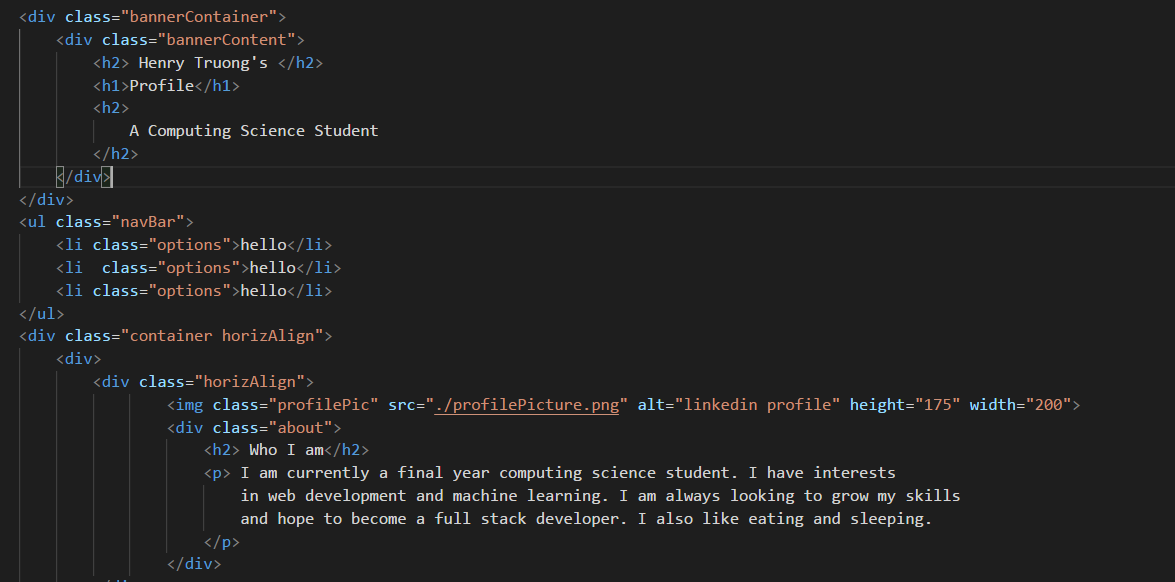 <div class="bannerContainer">
    <div class="bannerContent">
        <h2> Henry Truong's </h2>
        <h1>Profile</h1>
        <h2>
            A Computing Science Student
        </h2>
    </div>
</div>
<ul class="navBar">
    <li class="options">hello</li>
    <li  class="options">hello</li>
    <li class="options">hello</li>
</ul>
<div class="container horizAlign">
    <div>
        <div class="horizAlign">
                <img class="profilePic" src="./profilePicture.png" alt="linkedin profile" height="175" width="200">
                <div class="about">
                    <h2> Who I am</h2>
                    <p> I am currently a final year computing science student. I have interests
                        in web development and machine learning. I am always looking to grow my skills
                        and hope to become a full stack developer. I also like eating and sleeping.
                    </p>
                </div>